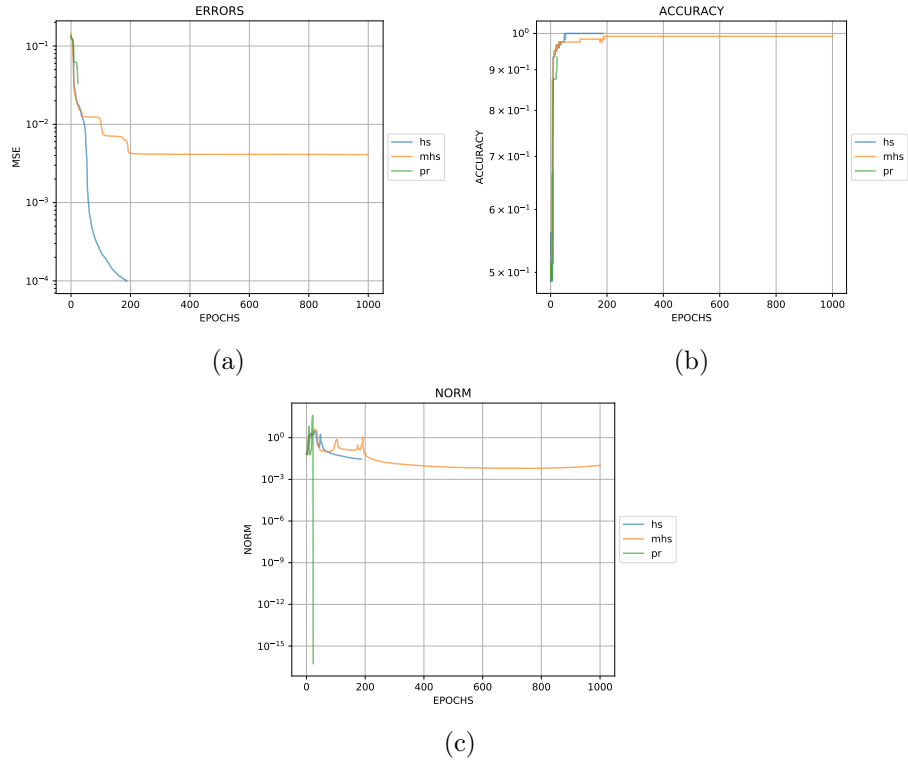 ERRORS
10⁻¹
10⁻²
10⁻³
10⁻⁴
MSE
0 200 400 600 800 1000
EPOCHS
hs
mhs
pr
(a)
ACCURACY
10⁰
9 × 10⁻¹
8 × 10⁻¹
7 × 10⁻¹
6 × 10⁻¹
5 × 10⁻¹
ACCURACY
0 200 400 600 800 1000
EPOCHS
hs
mhs
pr
(b)
NORM
10⁰
10⁻³
10⁻⁶
10⁻⁹
10⁻¹²
10⁻¹⁵
NORM
0 200 400 600 800 1000
EPOCHS
hs
mhs
pr
(c)